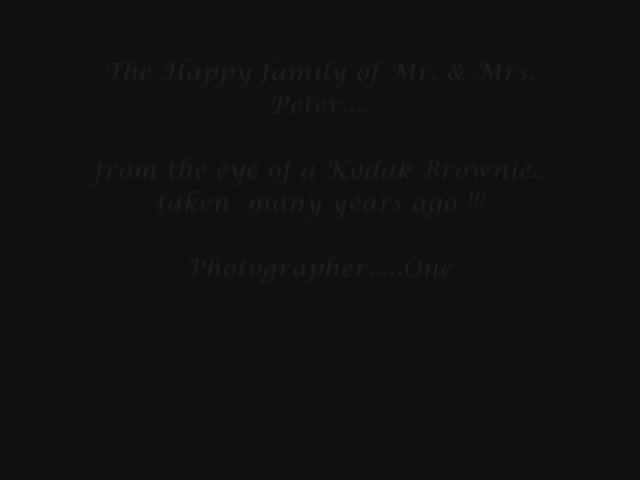 The Happy family of Mr. & Mrs.
Peter....
from the eye of a Kodak Brownie..
taken many years ago !!!
Photographer.....One